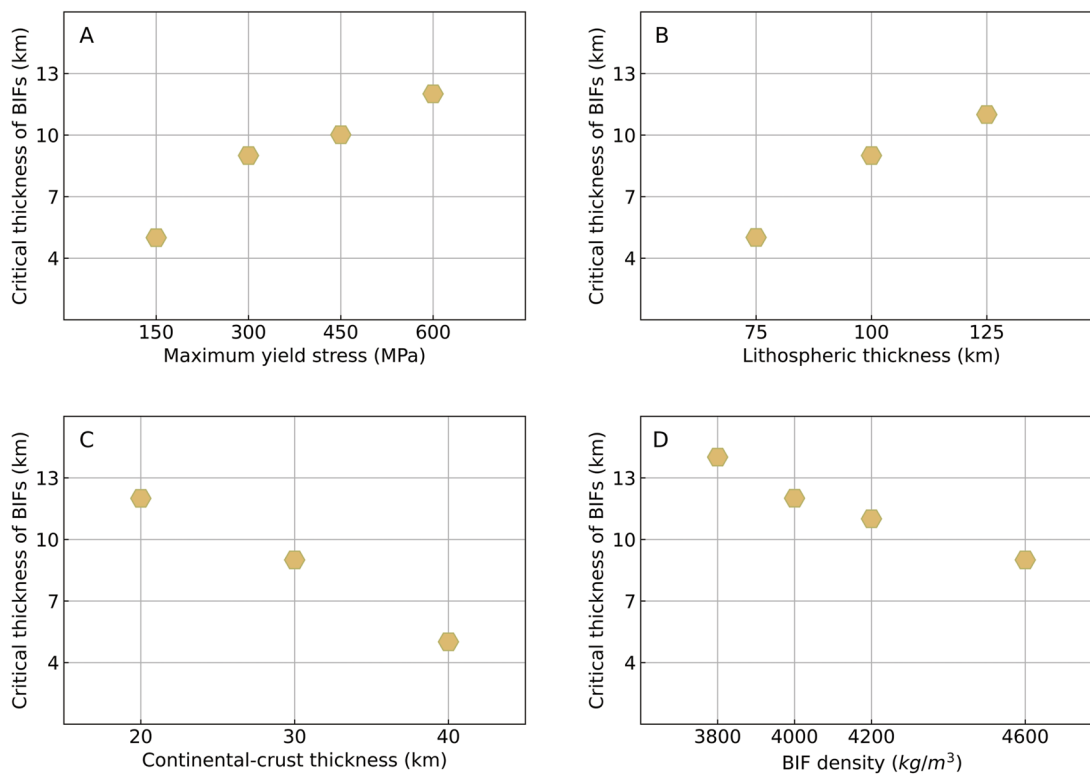 A
Critical thickness of BIFs (km)
13
10
7
4
150 300 450 600
Maximum yield stress (MPa)
B
Critical thickness of BIFs (km)
13
10
7
4
75 100 125
Lithospheric thickness (km)
C
Critical thickness of BIFs (km)
13
10
7
4
20 30 40
Continental-crust thickness (km)
D
Critical thickness of BIFs (km)
13
10
7
4
3800 4000 4200 4600
BIF density (kg/m³)